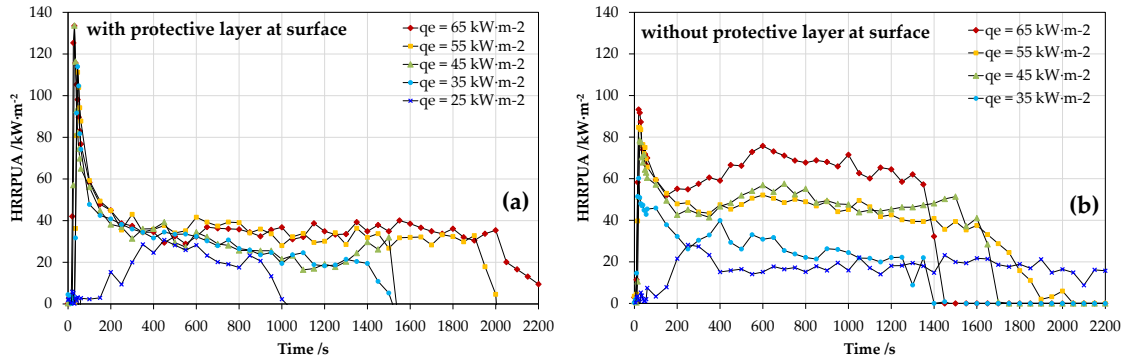 with protective layer at surface
qe = 65 kW·m-2
qe = 55 kW·m-2
qe = 45 kW·m-2
qe = 35 kW·m-2
qe = 25 kW·m-2
HRRPUA /kW·m-2
140
120
100
80
60
40
20
0
(a)
0 200 400 600 800 1000 1200 1400 1600 1800 2000 2200
Time /s
without protective layer at surface
qe = 65 kW·m-2
qe = 55 kW·m-2
qe = 45 kW·m-2
qe = 35 kW·m-2
HRRPUA /kW·m-2
140
120
100
80
60
40
20
0
(b)
0 200 400 600 800 1000 1200 1400 1600 1800 2000 2200
Time /s